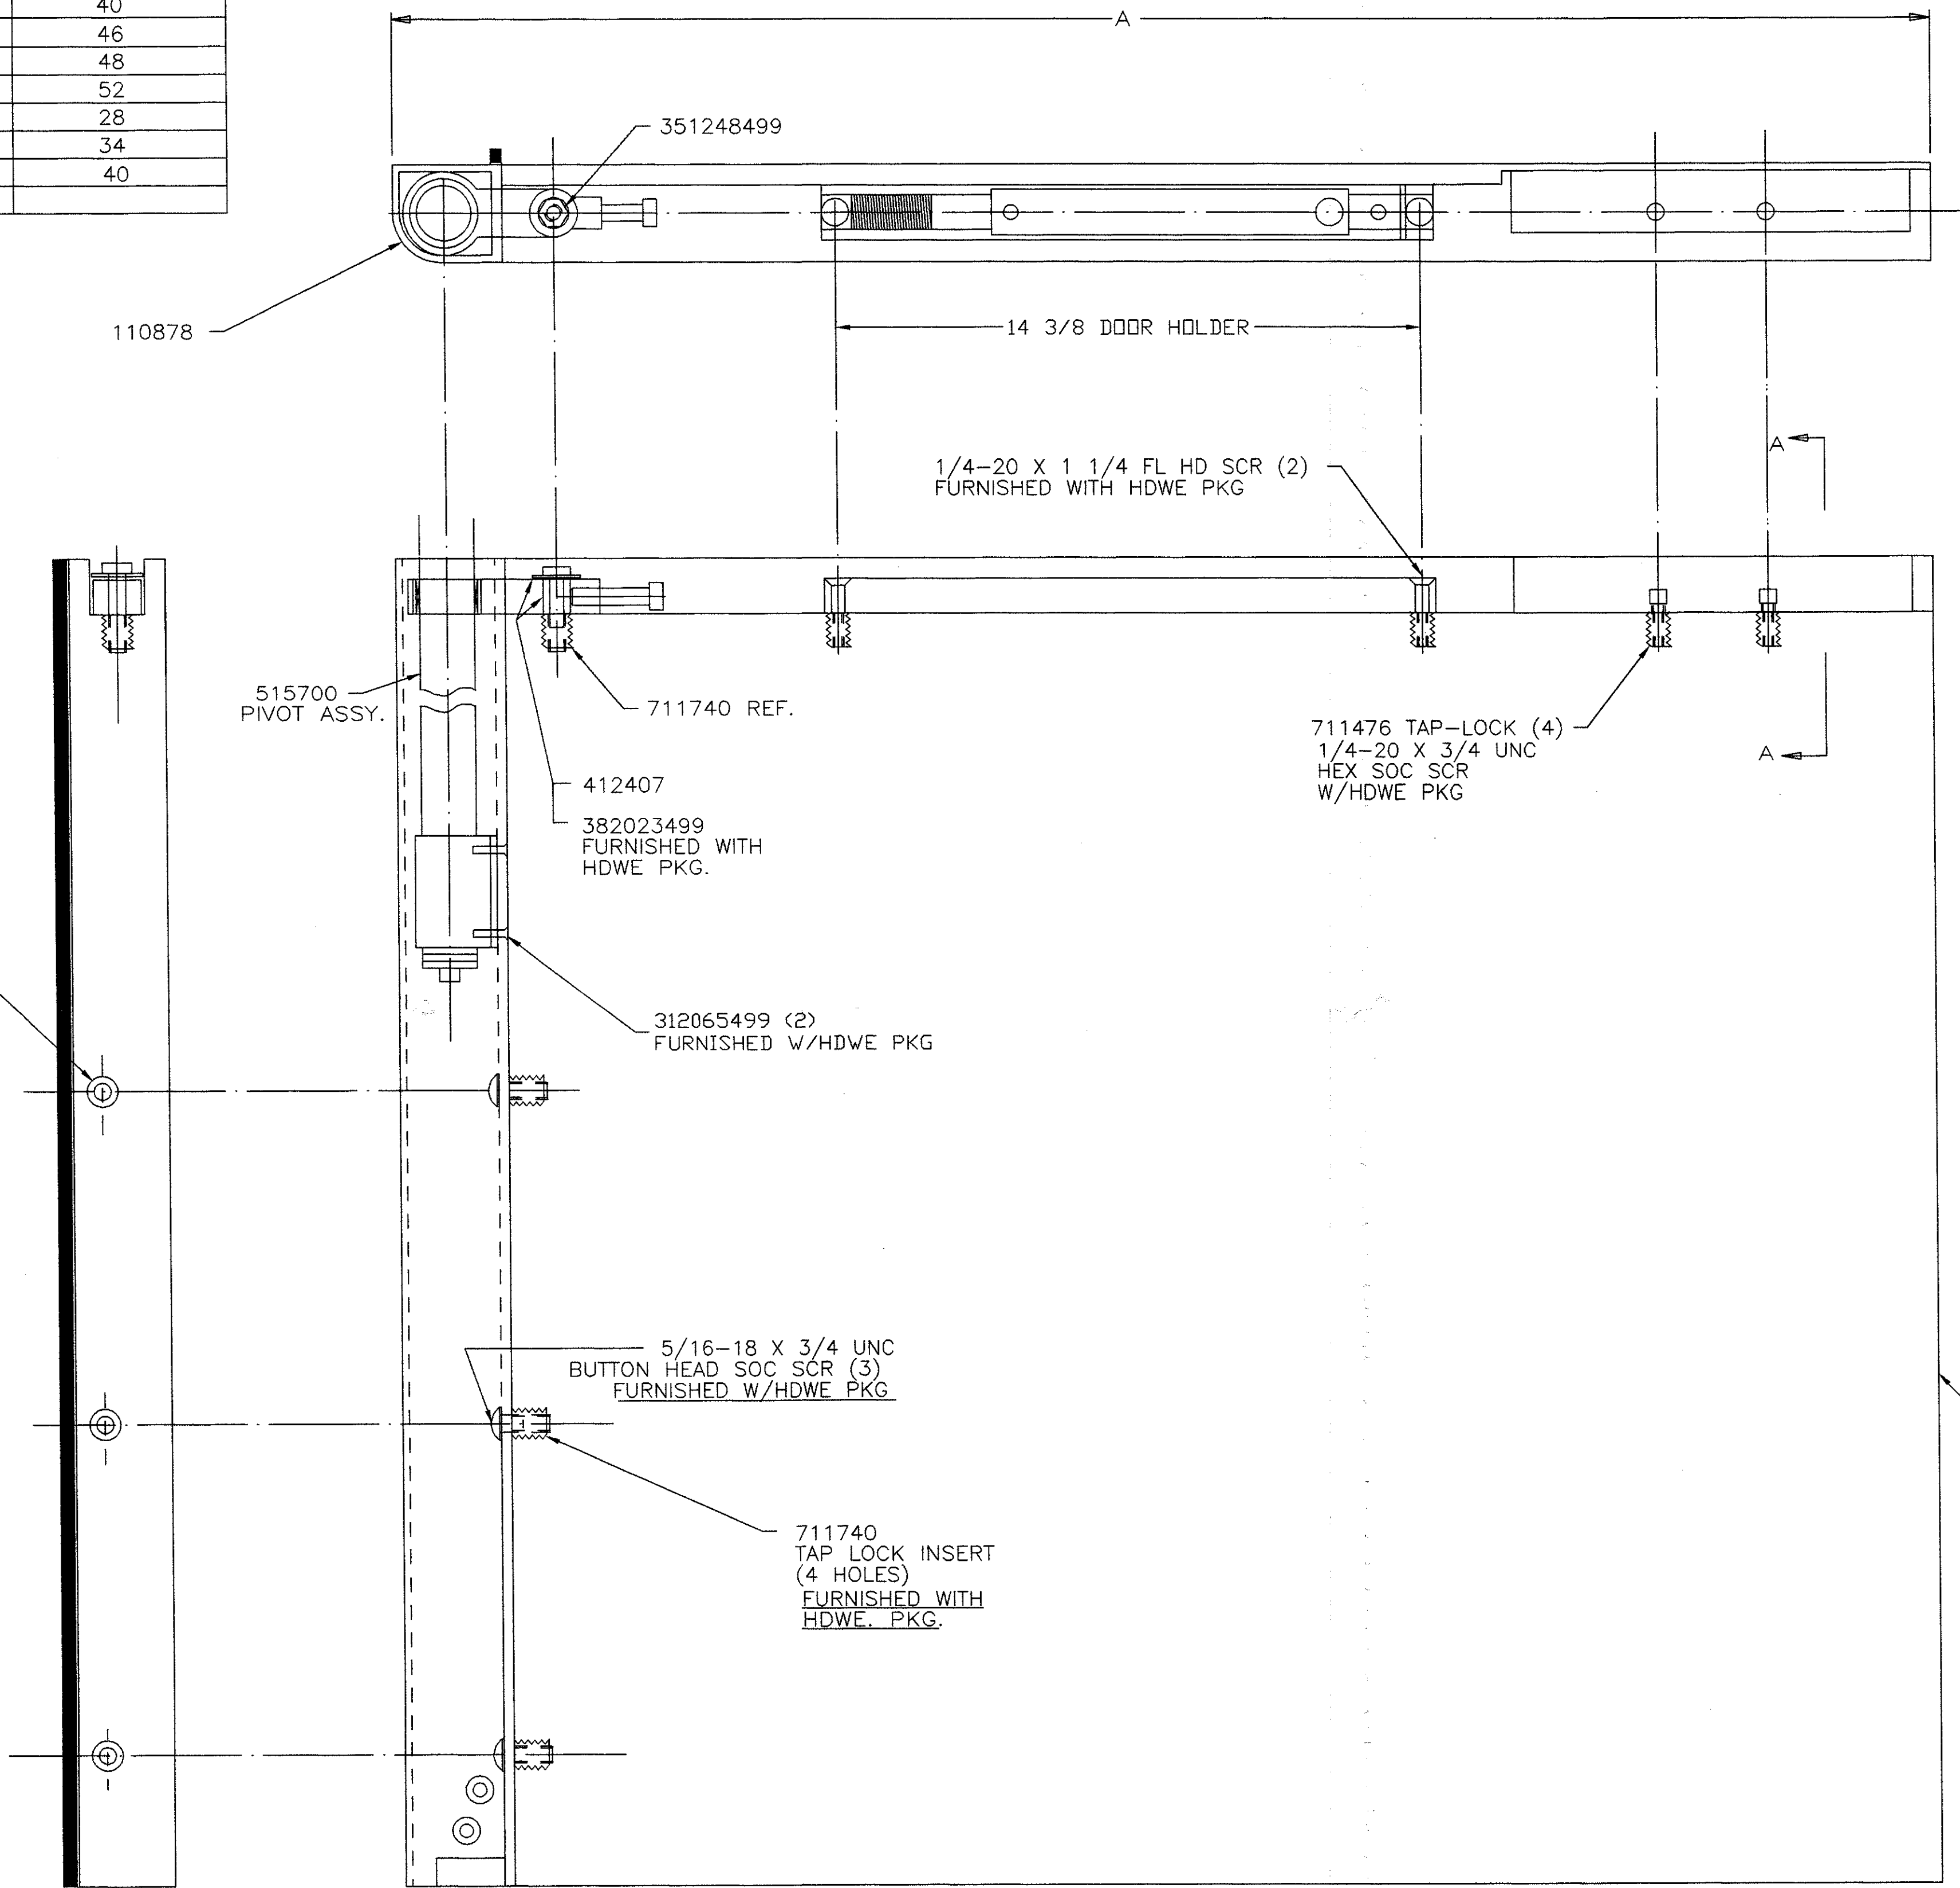 40
46
48
52
28
34
40
A
351248499
110878
14 3/8 DOOR HOLDER
1/4-20 X 1 1/4 FL HD SCR (2)
FURNISHED WITH HDWE PKG
A
515700
PIVOT ASSY.
711740 REF.
711476 TAP-LOCK (4)
1/4-20 X 3/4 UNC
HEX SOC SCR
W/HDWE PKG
A
412407
382023499
FURNISHED WITH
HDWE PKG.
312065499 (2)
FURNISHED W/HDWE PKG
5/16-18 X 3/4 UNC
BUTTON HEAD SOC SCR (3)
FURNISHED W/HDWE PKG
711740
TAP LOCK INSERT
(4 HOLES)
FURNISHED WITH
HDWE. PKG.